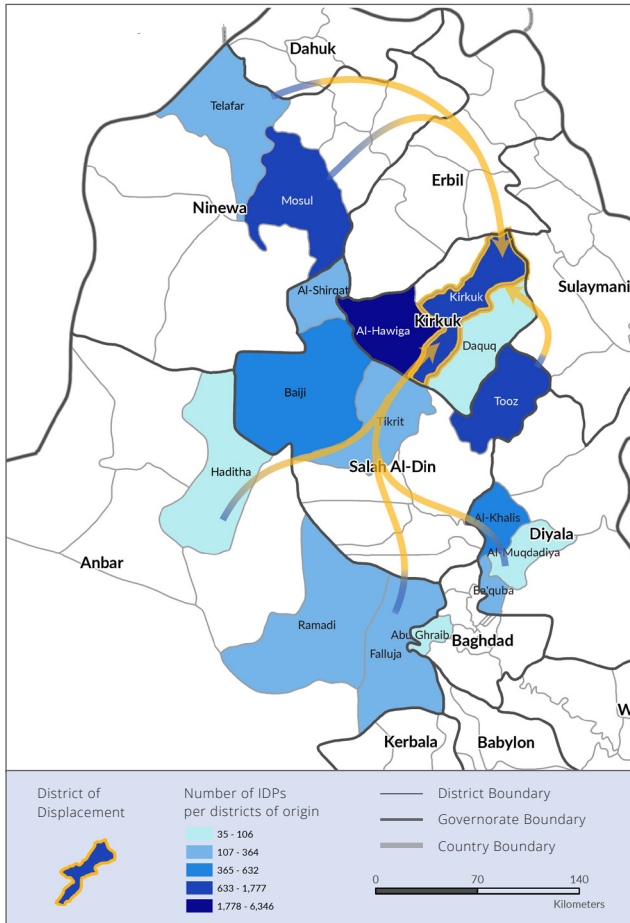 Dahuk
Telafar
Erbil
Mosul
Ninewa
Sulaymani
Al-Shirqat
Kirkuk
Al-Hawiga
Kirkuk
Daquq
Baiji
Tooz
Tikrit
Haditha
Salah Al-Din
Al-Khalis
Diyala
Al-Muqdadiya
Anbar
Ba'quba
Ramadi
Abu Ghraib
Baghdad
Falluja
W
Kerbala
Babylon
District of
Displacement
Number of IDPs
per districts of origin
35 - 106
107 - 364
365 - 632
633 - 1,777
1,778 - 6,346
District Boundary
Governorate Boundary
Country Boundary
0 70 140
Kilometers